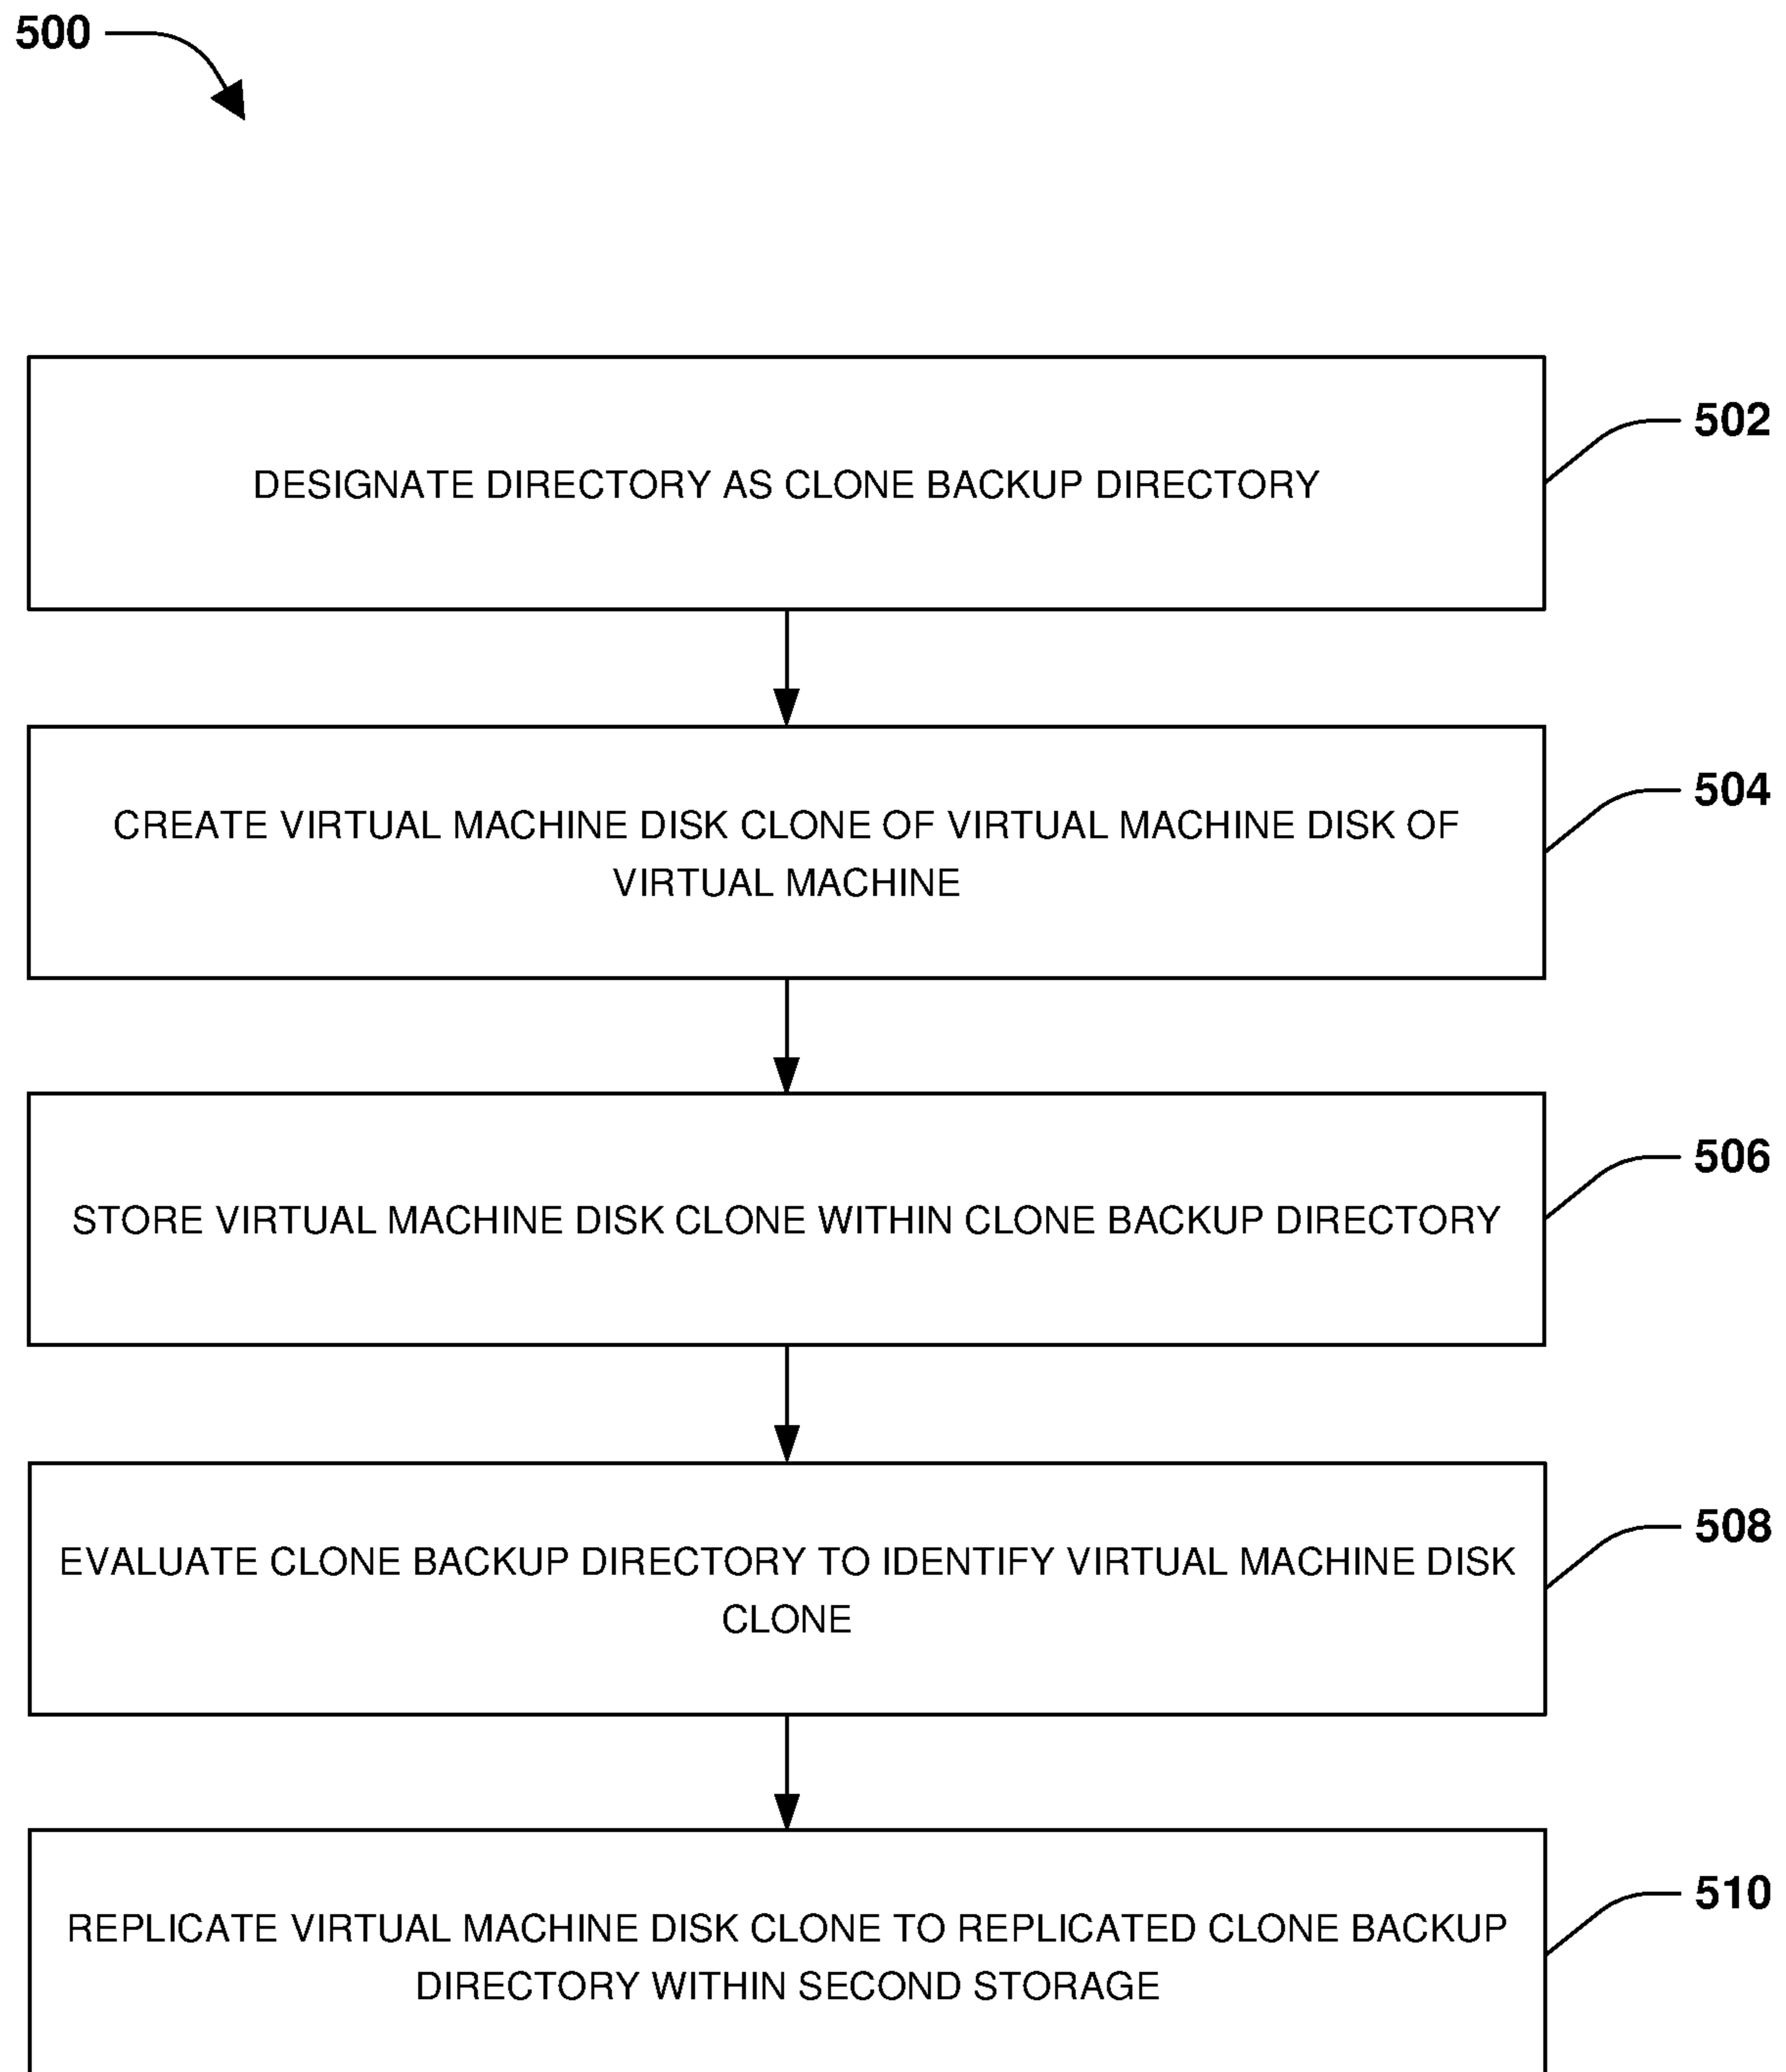 500
DESIGNATE DIRECTORY AS CLONE BACKUP DIRECTORY
502
CREATE VIRTUAL MACHINE DISK CLONE OF VIRTUAL MACHINE DISK OF
VIRTUAL MACHINE
504
STORE VIRTUAL MACHINE DISK CLONE WITHIN CLONE BACKUP DIRECTORY
506
EVALUATE CLONE BACKUP DIRECTORY TO IDENTIFY VIRTUAL MACHINE DISK
CLONE
508
REPLICATE VIRTUAL MACHINE DISK CLONE TO REPLICATED CLONE BACKUP
DIRECTORY WITHIN SECOND STORAGE
510